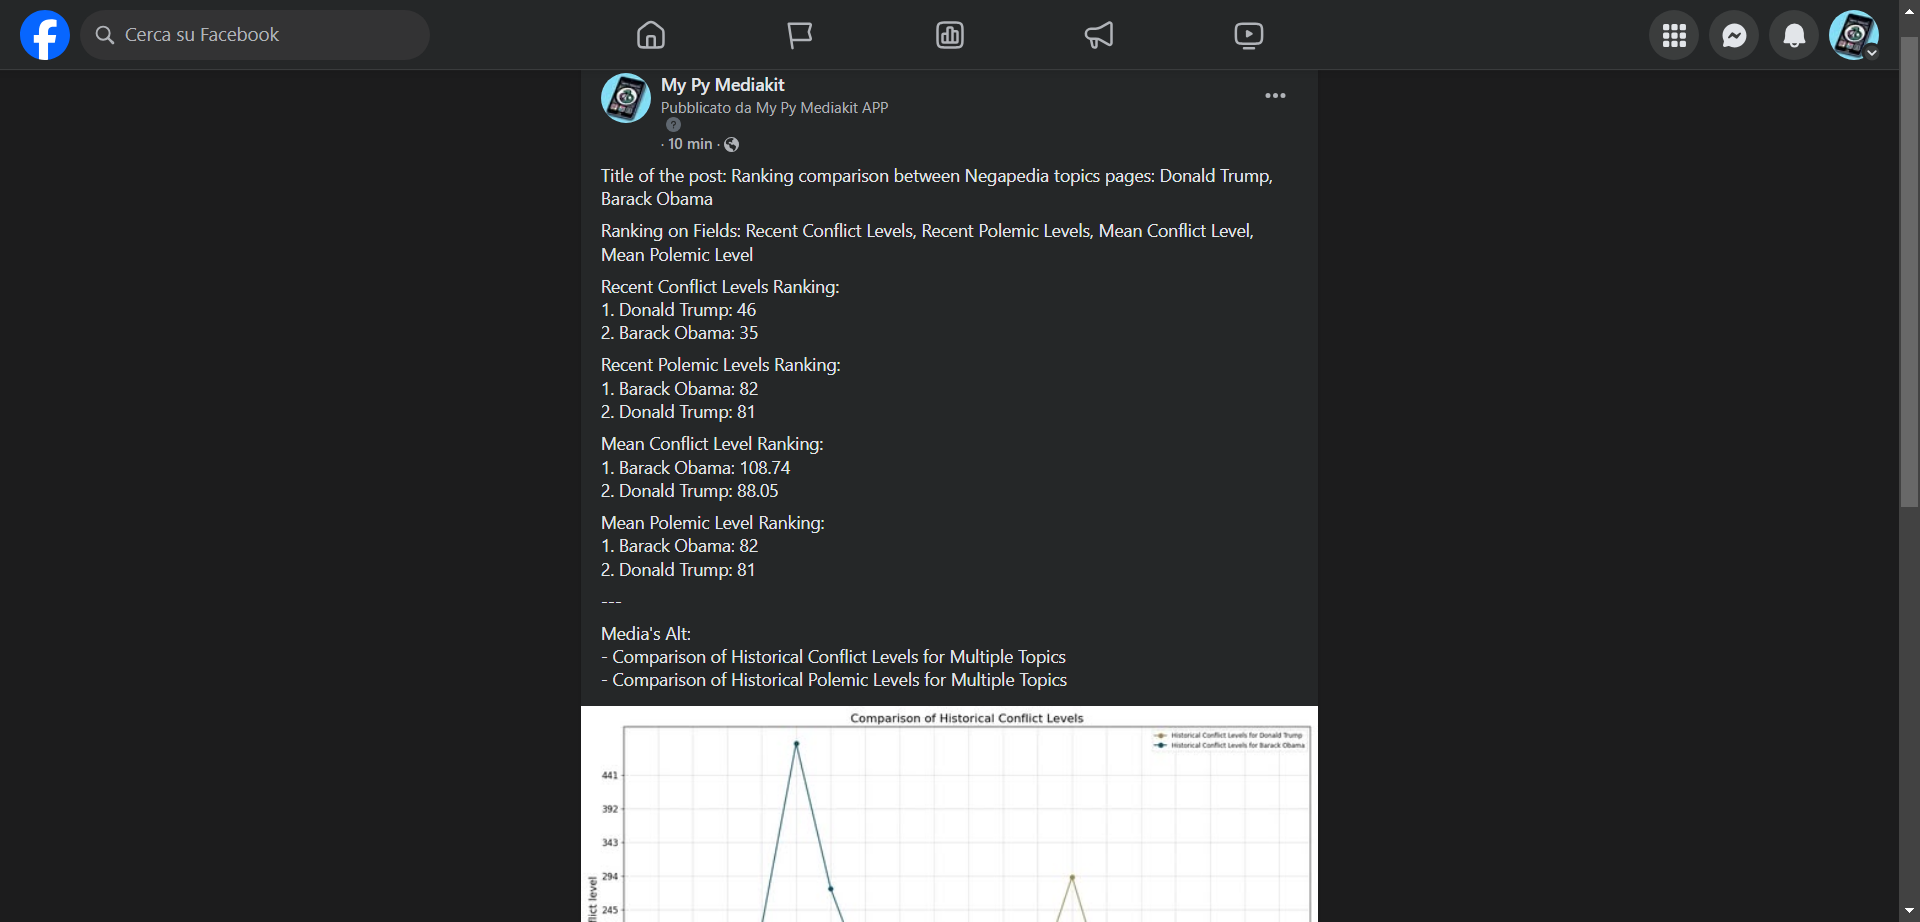 Cerca su Facebook
My Py Mediakit
Pubblicato da My Py Mediakit APP
?
· 10 min ·
Title of the post: Ranking comparison between Negapedia topics pages: Donald Trump,
Barack Obama
Ranking on Fields: Recent Conflict Levels, Recent Polemic Levels, Mean Conflict Level,
Mean Polemic Level
Recent Conflict Levels Ranking:
1. Donald Trump: 46
2. Barack Obama: 35
Recent Polemic Levels Ranking:
1. Barack Obama: 82
2. Donald Trump: 81
Mean Conflict Level Ranking:
1. Barack Obama: 108.74
2. Donald Trump: 88.05
Mean Polemic Level Ranking:
1. Barack Obama: 82
2. Donald Trump: 81
---
Media's Alt:
- Comparison of Historical Conflict Levels for Multiple Topics
- Comparison of Historical Polemic Levels for Multiple Topics
Comparison of Historical Conflict Levels
Historical Conflict Levels for Donald Trump
Historical Conflict Levels for Barack Obama
441
392
343
294
245
flict level